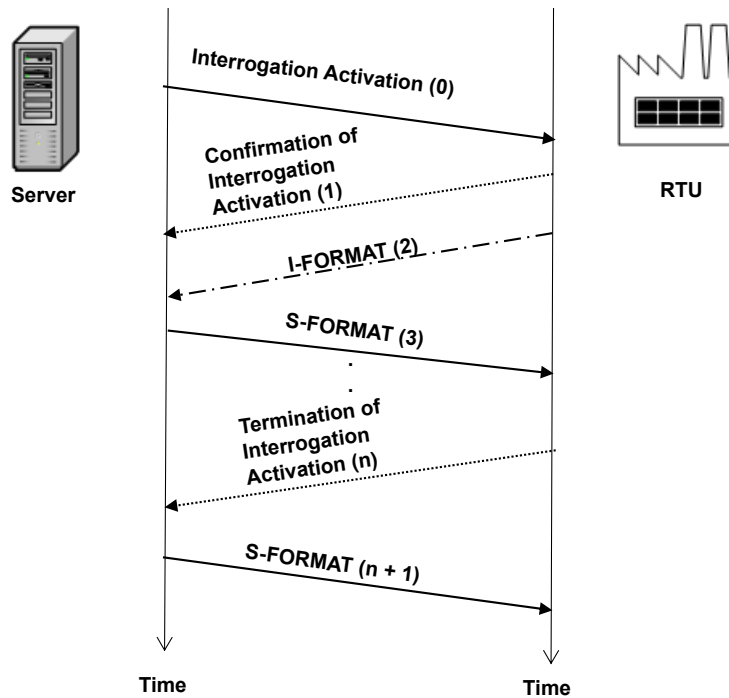 Interrogation Activation (0)
Server
RTU
Confirmation of
Interrogation
Activation (1)
I-FORMAT (2)
S-FORMAT (3)
.
.
Termination of
Interrogation
Activation (n)
S-FORMAT (n + 1)
Time
Time